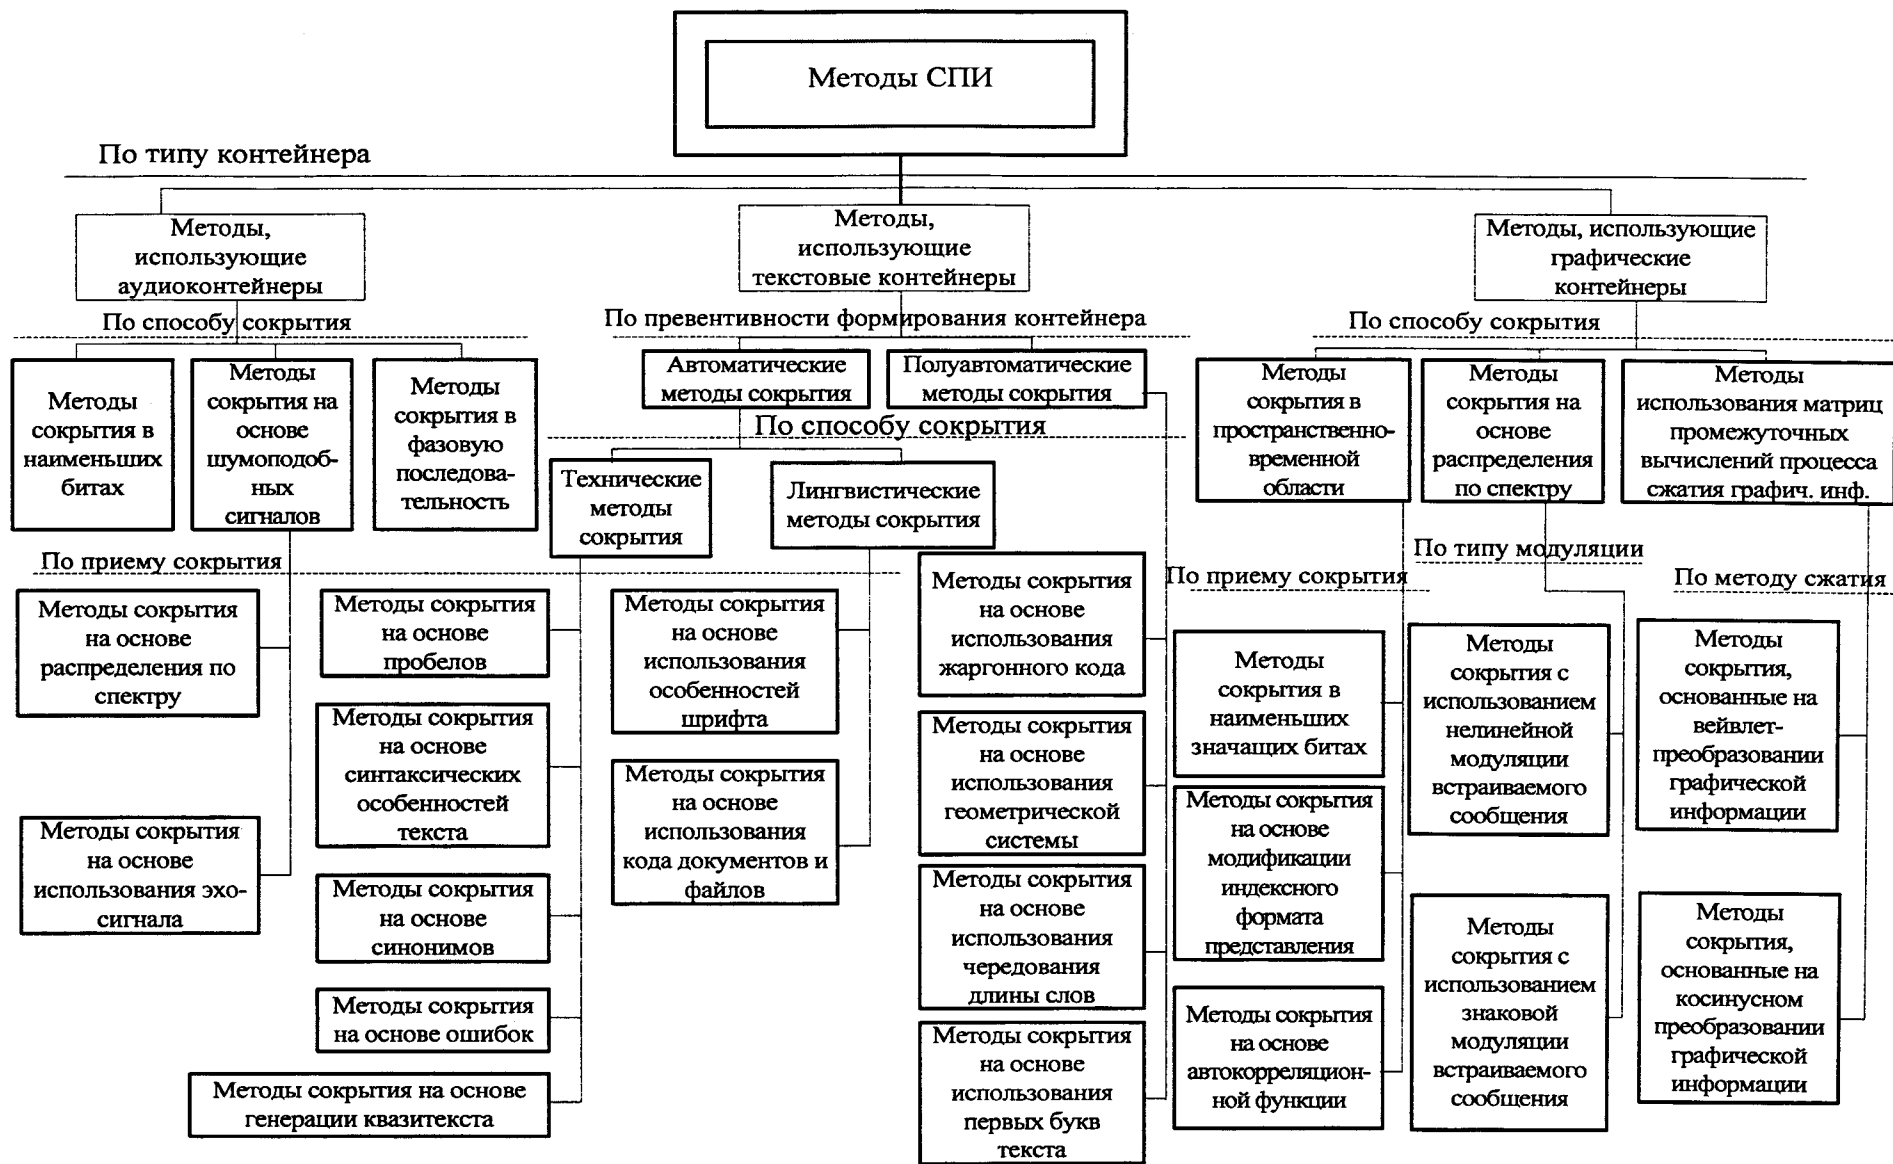 Методы СПИ
По типу контейнера
Методы,
использующие
аудиоконтейнеры
Методы,
использующие
текстовые контейнеры
Методы, использующие
графические
контейнеры
По способу сокрытия
По превентивности формирования контейнера
По способу сокрытия
Методы
сокрытия в
наименьших
битах
Методы
сокрытия на
основе
шумоподоб-
ных
сигналов
Методы
сокрытия в
фазовую
последова-
тельность
Автоматические
методы сокрытия
Полуавтоматические
методы сокрытия
Методы
сокрытия в
пространственно-
временной
области
Методы
сокрытия на
основе
распределения
по спектру
Методы
использования матриц
промежуточных
вычислений процесса
сжатия графич. инф.
По способу сокрытия
Технические
методы
сокрытия
Лингвистические
методы сокрытия
По приему сокрытия
По приему сокрытия
По типу модуляции
По методу сжатия
Методы сокрытия
на основе
распределения по
спектру
Методы сокрытия
на основе
использования эхо-
сигнала
Методы сокрытия
на основе
пробелов
Методы сокрытия
на основе
синтаксических
особенностей
текста
Методы сокрытия
на основе
синонимов
Методы сокрытия
на основе ошибок
Методы сокрытия на основе
генерации квазитекста
Методы сокрытия
на основе
использования
особенностей
шрифта
Методы сокрытия
на основе
использования
кода документов и
файлов
Методы сокрытия
на основе
использования
жаргонного кода
Методы сокрытия
на основе
использования
геометрической
системы
Методы сокрытия
на основе
использования
чередования
длины слов
Методы сокрытия
на основе
использования
первых букв
текста
Методы
сокрытия в
наименьших
значащих битах
Методы сокрытия
на основе
модификации
индексного
формата
представления
Методы сокрытия
на основе
автокорреляцион-
ной функции
Методы
сокрытия с
использованием
нелинейной
модуляции
встраиваемого
сообщения
Методы
сокрытия с
использованием
знаковой
модуляции
встраиваемого
сообщения
Методы
сокрытия,
основанные на
вейвлет-
преобразовании
графической
информации
Методы
сокрытия,
основанные на
косинусном
преобразовании
графической
информации